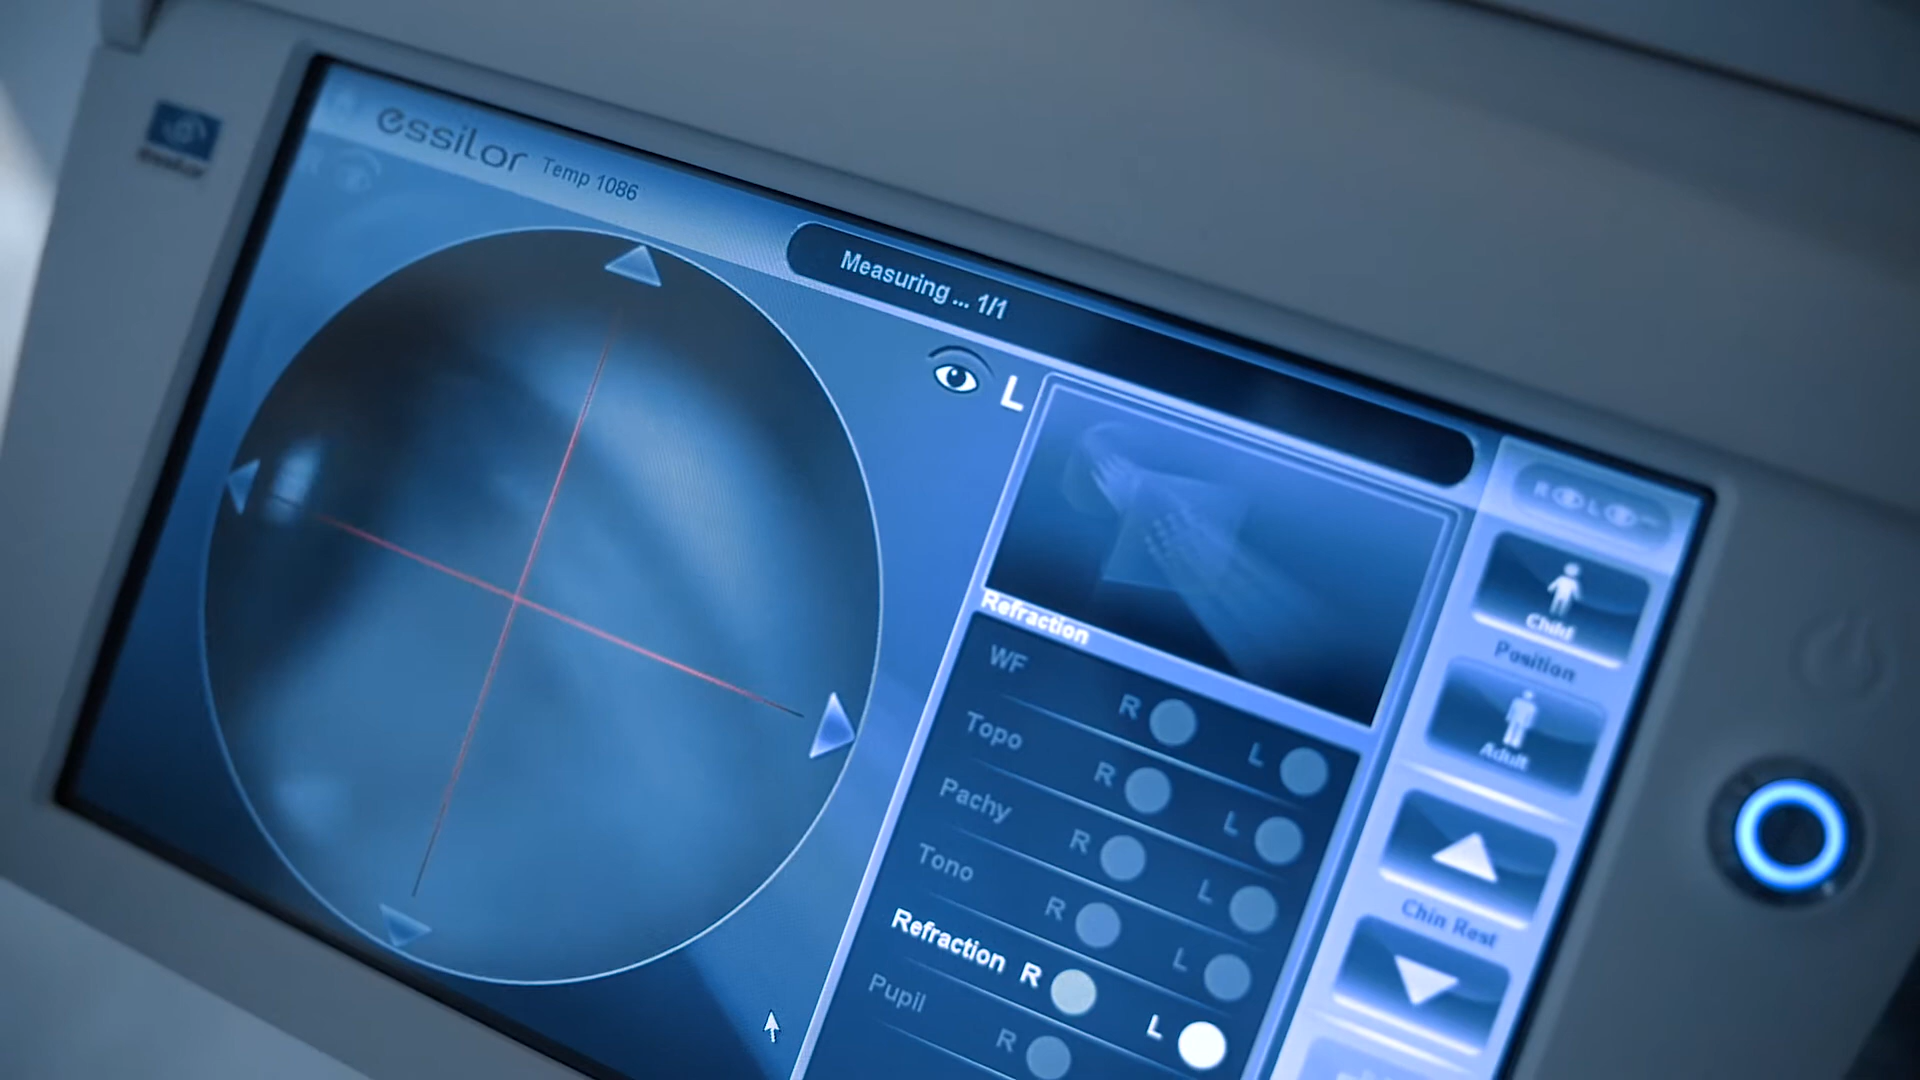 essilor Temp 1086
Measuring ... 1/1
L
R L
Refraction
WF R L
Topo R L
Pachy R L
Tono R L
Refraction R L
Pupil R
Child
Position
Adult
Chin Rest